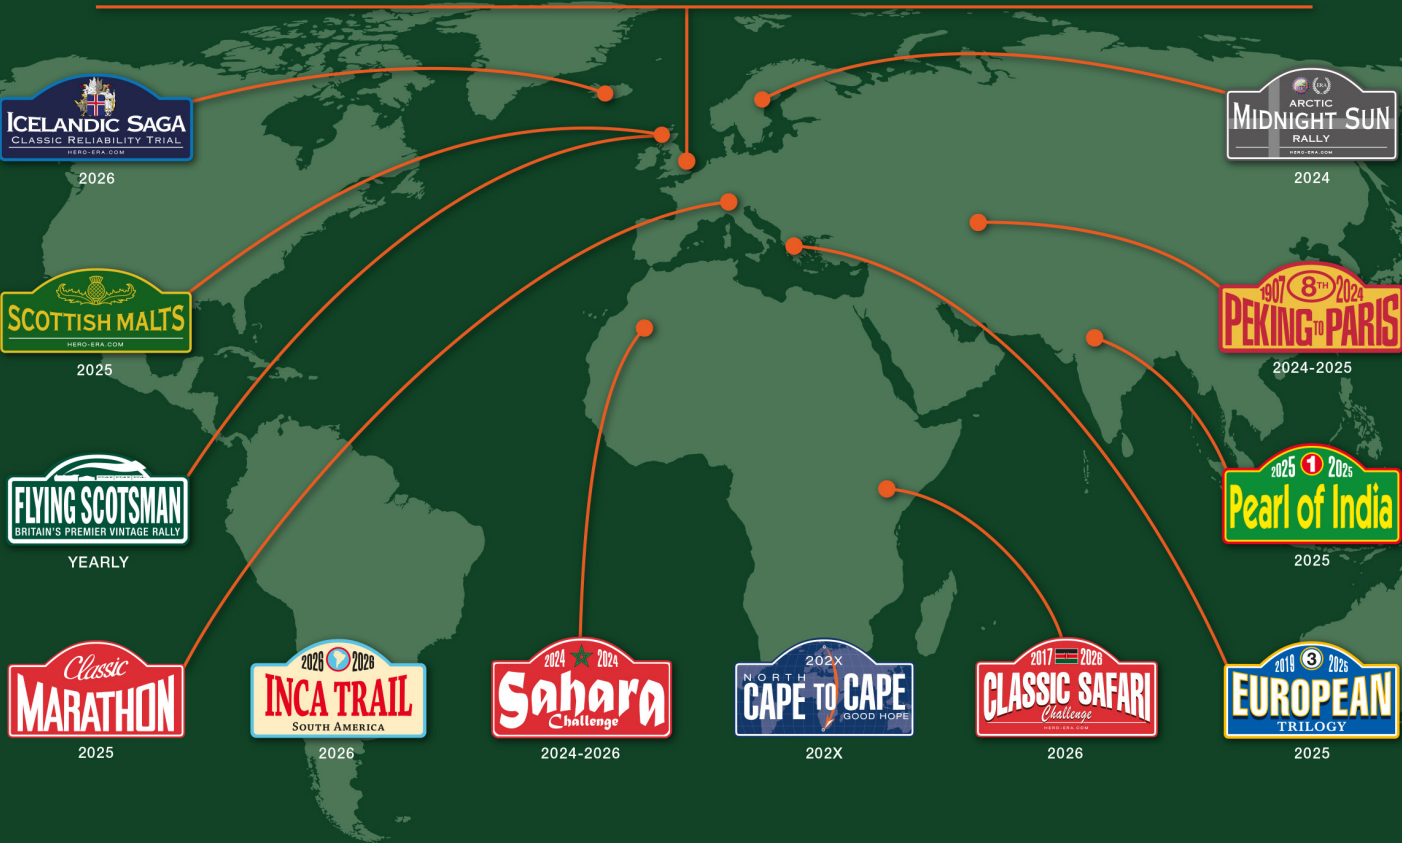 ICELANDIC SAGA
CLASSIC RELIABILITY TRIAL
HERO-ERA.COM
2026
ERA
ARCTIC
MIDNIGHT SUN
RALLY
HERO-ERA.COM
2024
SCOTTISH MALTS
HERO-ERA.COM
2025
1907 8TH 2024
PEKING TO PARIS
2024-2025
FLYING SCOTSMAN
BRITAIN'S PREMIER VINTAGE RALLY
YEARLY
2025 1 2025
Pearl of India
2025
Classic
MARATHON
2025
2026 2026
INCA TRAIL
SOUTH AMERICA
2026
2024 2024
Sahara
Challenge
2024-2026
202X
NORTH
CAPE TO CAPE
GOOD HOPE
202X
2017 2026
CLASSIC SAFARI
Challenge
HERO-ERA.COM
2026
2019 3 2025
EUROPEAN
TRILOGY
2025